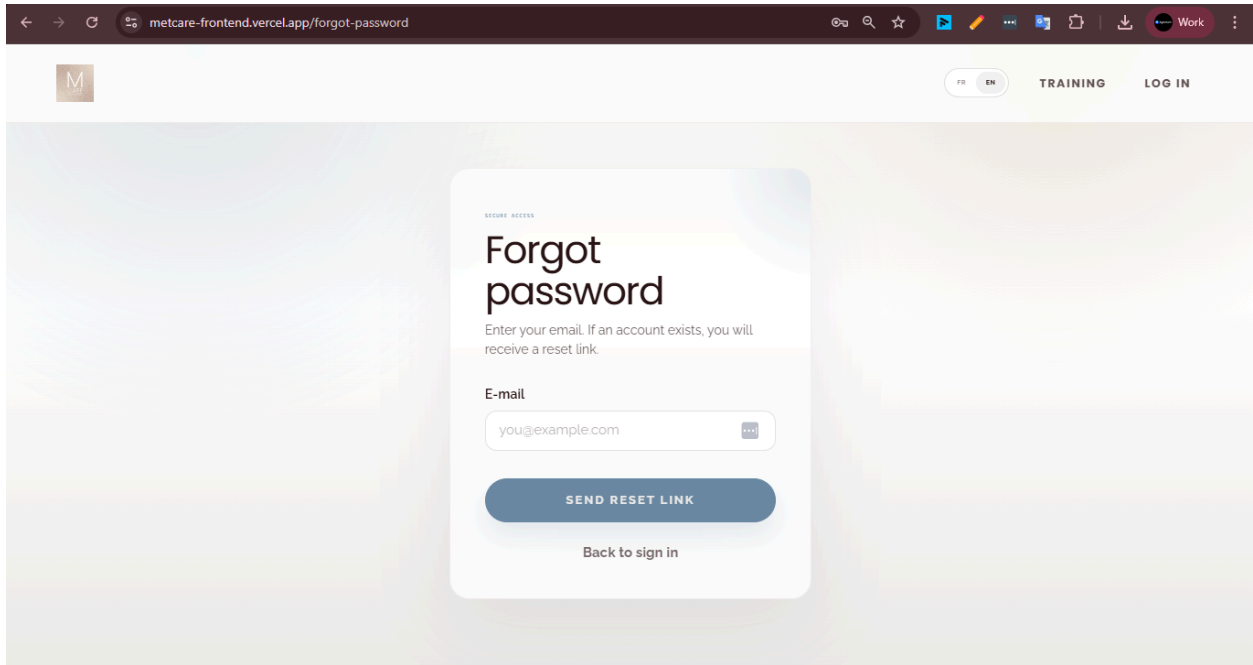 metcare-frontend.vercel.app/forgot-password
Work
M
FR
EN
TRAINING
LOG IN
SECURE ACCESS
Forgot
password
Enter your email. If an account exists, you will
receive a reset link.
E-mail
you@example.com
SEND RESET LINK
Back to sign in